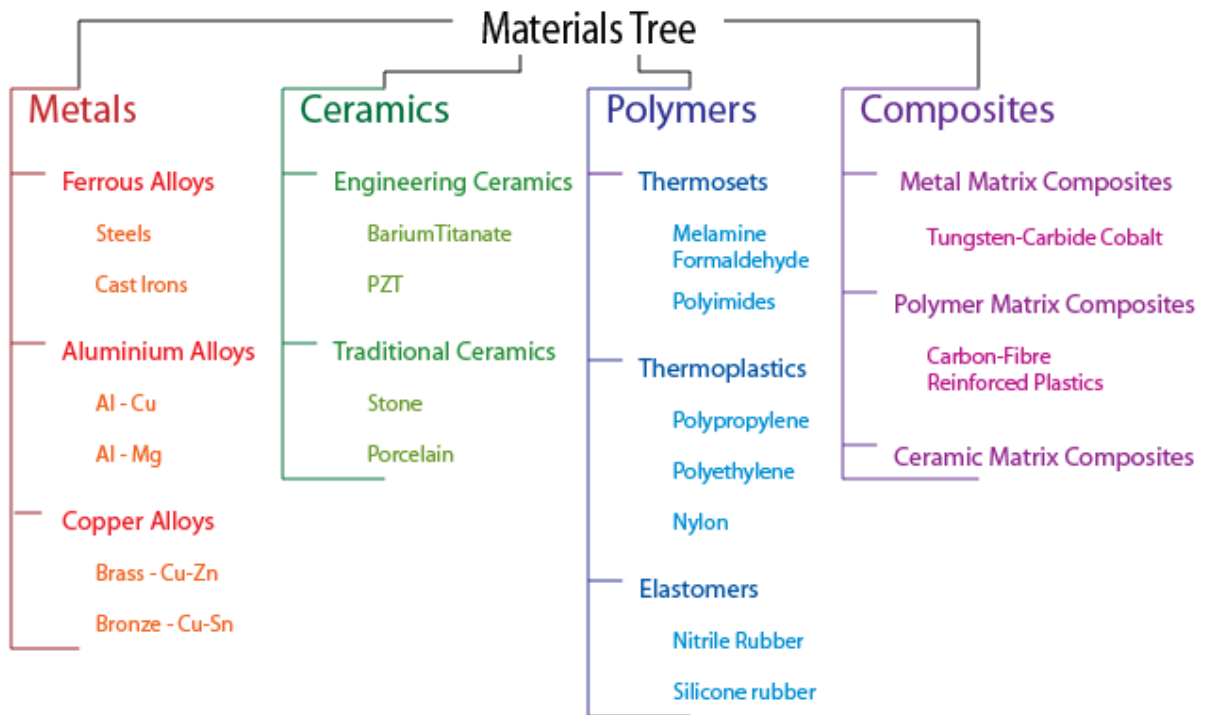 Materials Tree
Metals
Ferrous Alloys
Steels
Cast Irons
Aluminium Alloys
Al - Cu
Al - Mg
Copper Alloys
Brass - Cu-Zn
Bronze - Cu-Sn
Ceramics
Engineering Ceramics
BariumTitanate
PZT
Traditional Ceramics
Stone
Porcelain
Polymers
Thermosets
Melamine
Formaldehyde
Polyimides
Thermoplastics
Polypropylene
Polyethylene
Nylon
Elastomers
Nitrile Rubber
Silicone rubber
Composites
Metal Matrix Composites
Tungsten-Carbide Cobalt
Polymer Matrix Composites
Carbon-Fibre
Reinforced Plastics
Ceramic Matrix Composites